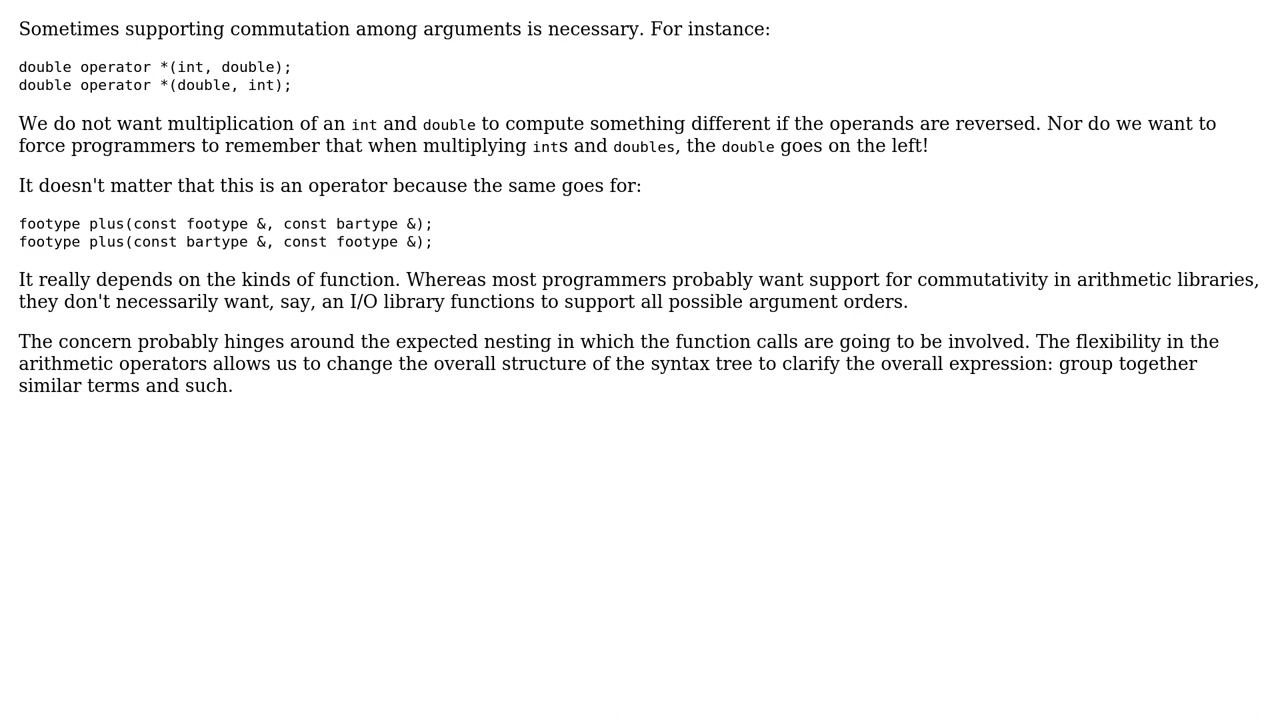 Sometimes supporting commutation among arguments is necessary. For instance:
double operator *(int, double);
double operator *(double, int);
We do not want multiplication of an int and double to compute something different if the operands are reversed. Nor do we want to
force programmers to remember that when multiplying ints and doubles, the double goes on the left!
It doesn't matter that this is an operator because the same goes for:
footype plus(const footype &, const bartype &);
footype plus(const bartype &, const footype &);
It really depends on the kinds of function. Whereas most programmers probably want support for commutativity in arithmetic libraries,
they don't necessarily want, say, an I/O library functions to support all possible argument orders.
The concern probably hinges around the expected nesting in which the function calls are going to be involved. The flexibility in the
arithmetic operators allows us to change the overall structure of the syntax tree to clarify the overall expression: group together
similar terms and such.